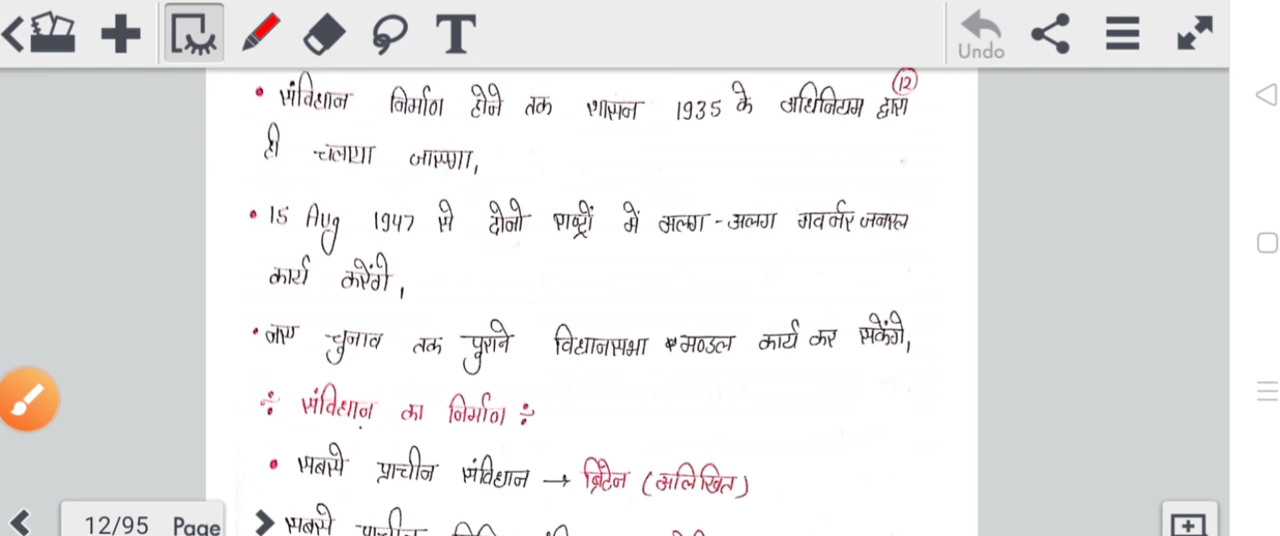 T
Undo
12
• संविधान निर्माण होने तक शासन 1935 के अधिनियम द्वारा
ही चलाया जाएगा,
• 15 Aug 1947 से दोनो राष्ट्रों में अलग-अलग गवर्नर जनरल
कार्य करेंगे,
• नए चुनाव तक पुराने विधानसभा मण्डल कार्य कर सकेंगे,
÷ संविधान का निर्माण ÷
• सबसे प्राचीन संविधान → ब्रिटेन (अलिखित)
सबसे
12/95 Page